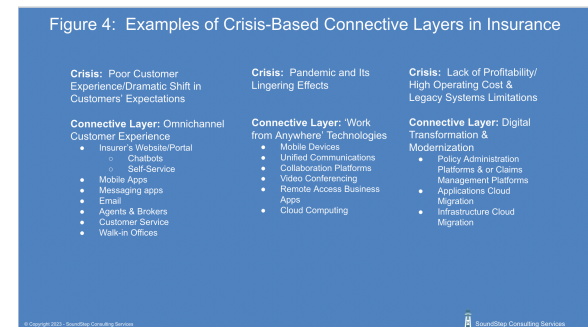 Figure 4:  Examples of Crisis-Based Connective Layers in Insurance
Crisis:  Poor Customer
Experience/Dramatic Shift in
Customers' Expectations
Connective Layer: Omnichannel
Customer Experience
● Insurer's Website/Portal
○ Chatbots
○ Self-Service
● Mobile Apps
● Messaging apps
● Email
● Agents & Brokers
● Customer Service
● Walk-in Offices
Crisis:  Pandemic and Its
Lingering Effects
Connective Layer: 'Work
from Anywhere' Technologies
● Mobile Devices
● Unified Communications
● Collaboration Platforms
● Video Conferencing
● Remote Access Business
Apps
● Cloud Computing
Crisis:  Lack of Profitability/
High Operating Cost &
Legacy Systems Limitations
Connective Layer: Digital
Transformation &
Modernization
● Policy Administration
Platforms & or Claims
Management Platforms
● Applications Cloud
Migration
● Infrastructure Cloud
Migration
© Copyright 2023 - SoundStep Consulting Services
SoundStep Consulting Services